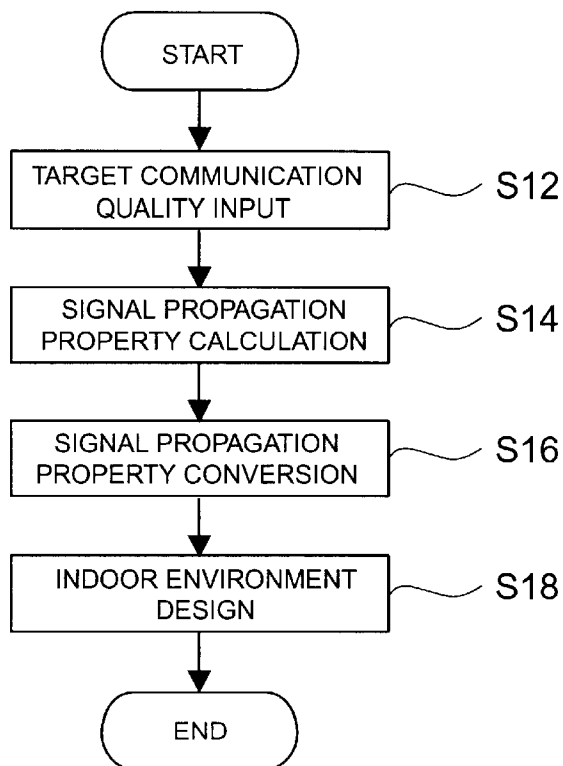 START
TARGET COMMUNICATION
QUALITY INPUT
S12
SIGNAL PROPAGATION
PROPERTY CALCULATION
S14
SIGNAL PROPAGATION
PROPERTY CONVERSION
S16
INDOOR ENVIRONMENT
DESIGN
S18
END